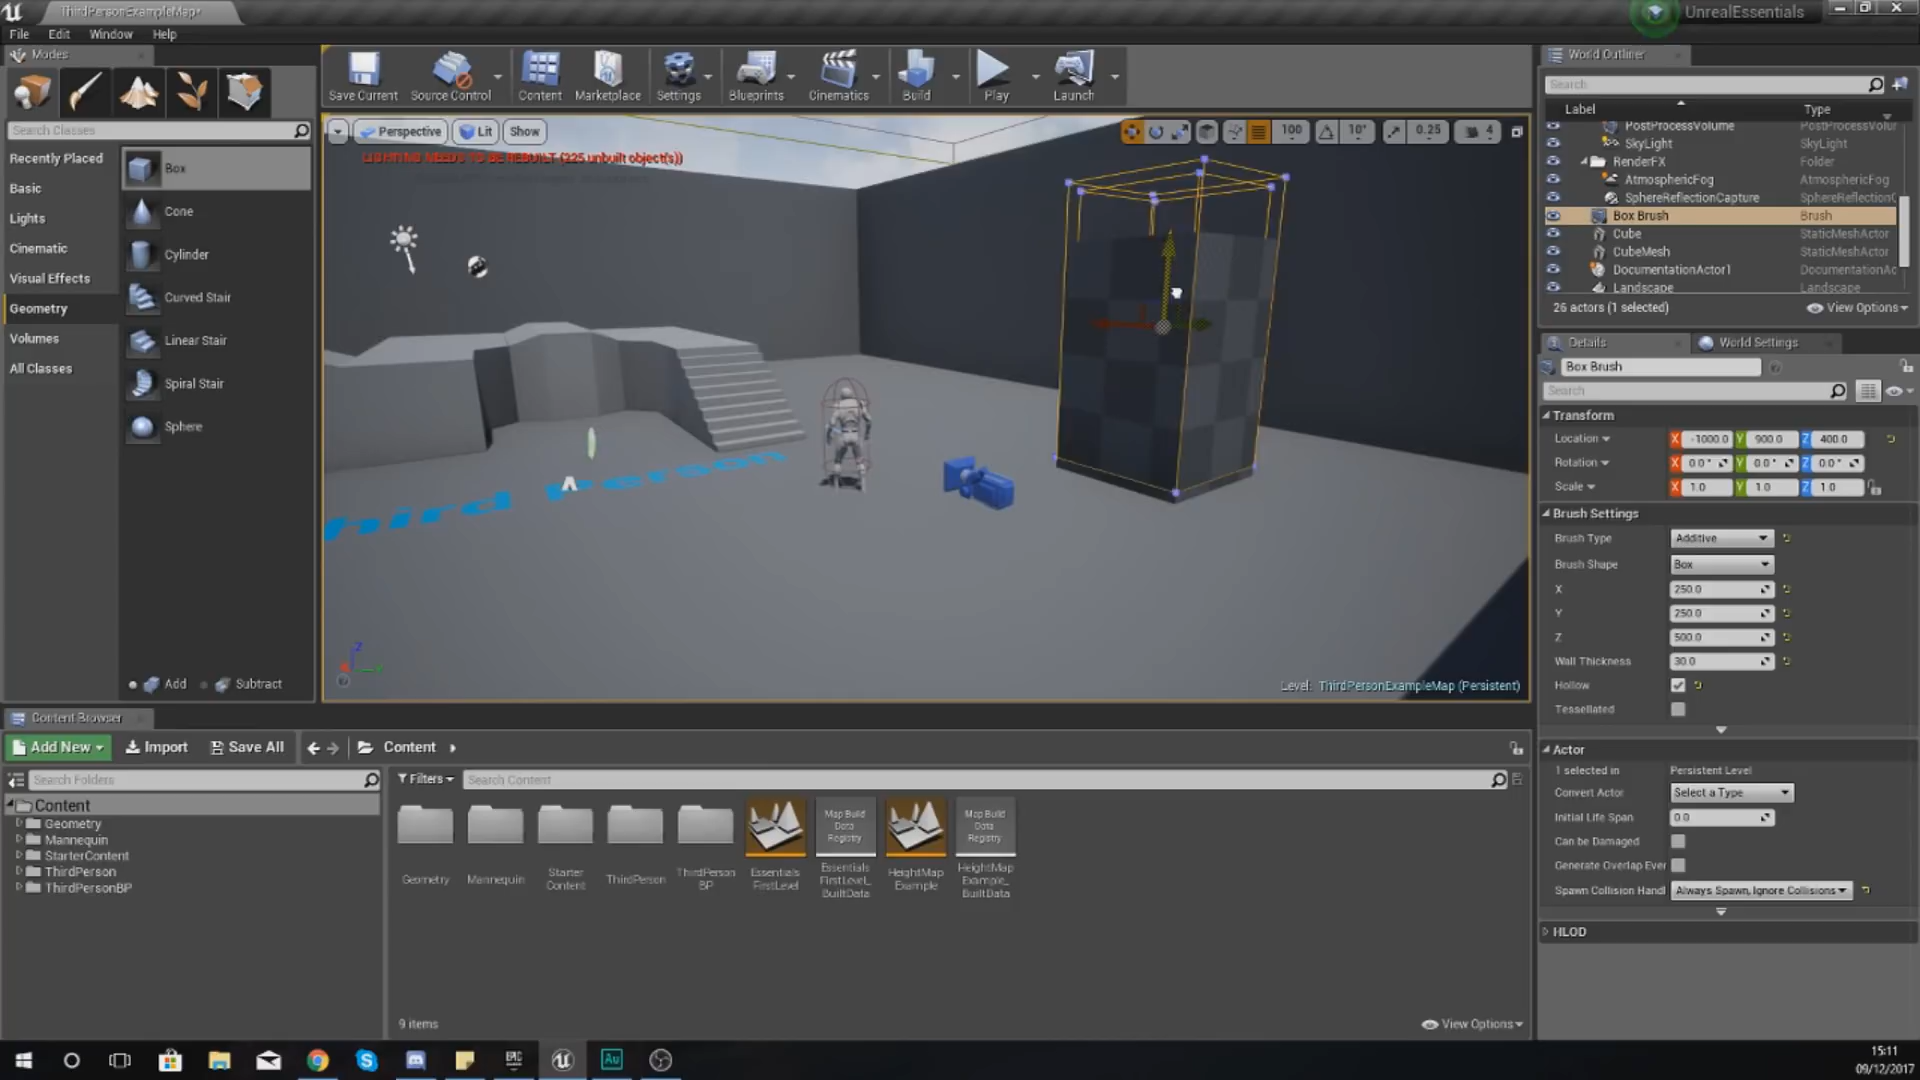 ThirdPersonExampleMap*
UnrealEssentials
File Edit Window Help
Modes
Search Classes
Recently Placed
Basic
Lights
Cinematic
Visual Effects
Geometry
Volumes
All Classes
Box
Cone
Cylinder
Curved Stair
Linear Stair
Spiral Stair
Sphere
Add Subtract
Save Current Source Control Content Marketplace Settings Blueprints Cinematics Build Play Launch
Perspective Lit Show
100 10° 0.25 4
LIGHTING NEEDS TO BE REBUILT (225 unbuilt object(s))
hird Person
Level: ThirdPersonExampleMap (Persistent)
World Outliner
Search
Label Type
PostProcessVolume PostProcessVolu
SkyLight SkyLight
RenderFX Folder
AtmosphericFog AtmosphericFog
SphereReflectionCapture SphereReflection
Box Brush Brush
Cube StaticMeshActor
CubeMesh StaticMeshActor
DocumentationActor1 DocumentationAc
Landscape Landscape
26 actors (1 selected) View Options
Details World Settings
Box Brush
Search
Transform
Location X -1000.0 Y 900.0 Z 400.0
Rotation X 0.0° Y 0.0° Z 0.0°
Scale X 1.0 Y 1.0 Z 1.0
Brush Settings
Brush Type Additive
Brush Shape Box
X 250.0
Y 250.0
Z 500.0
Wall Thickness 30.0
Hollow
Tessellated
Actor
1 selected in Persistent Level
Convert Actor Select a Type
Initial Life Span 0.0
Can be Damaged
Generate Overlap Ever
Spawn Collision Handl Always Spawn, Ignore Collisions
HLOD
Content Browser
Add New Import Save All Content
Search Folders
Filters Search Content
Content
Geometry
Mannequin
StarterContent
ThirdPerson
ThirdPersonBP
Map Build Data Registry
Map Build Data Registry
Geometry
Mannequin
Starter Content
ThirdPerson
ThirdPerson BP
Essentials FirstLevel
Essentials FirstLevel_ BuiltData
HeightMap Example
HeightMap Example_ BuiltData
9 items View Options
EPIC
Au
15:11
09/12/2017